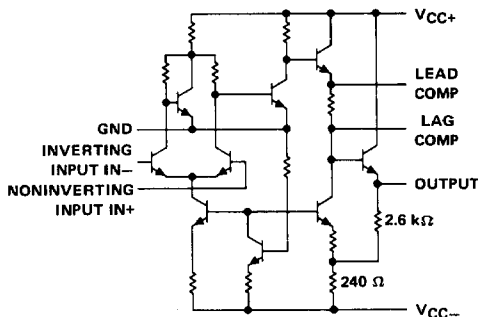 VCC+
LEAD
COMP
LAG
COMP
GND
INVERTING
INPUT IN−
NONINVERTING
INPUT IN+
OUTPUT
2.6 kΩ
240 Ω
VCC−